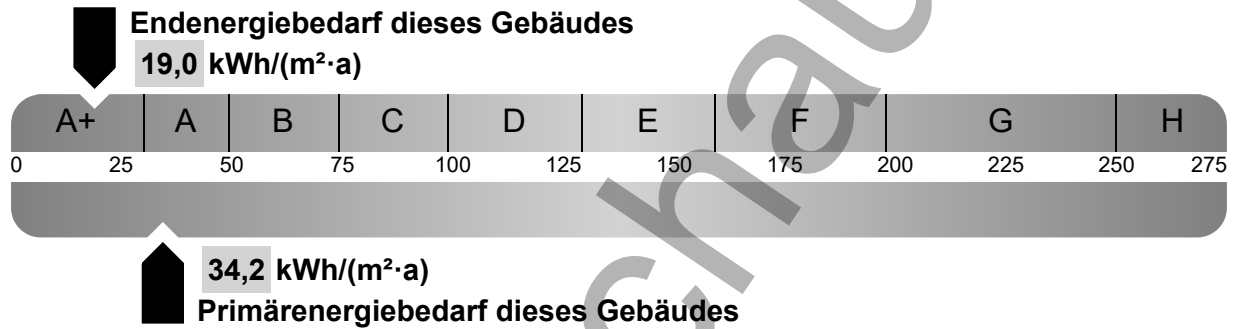 Endenergiebedarf dieses Gebäudes
19,0 kWh/(m²·a)
A+ A B C D E F G H
0 25 50 75 100 125 150 175 200 225 250 275
34,2 kWh/(m²·a)
Primärenergiebedarf dieses Gebäudes